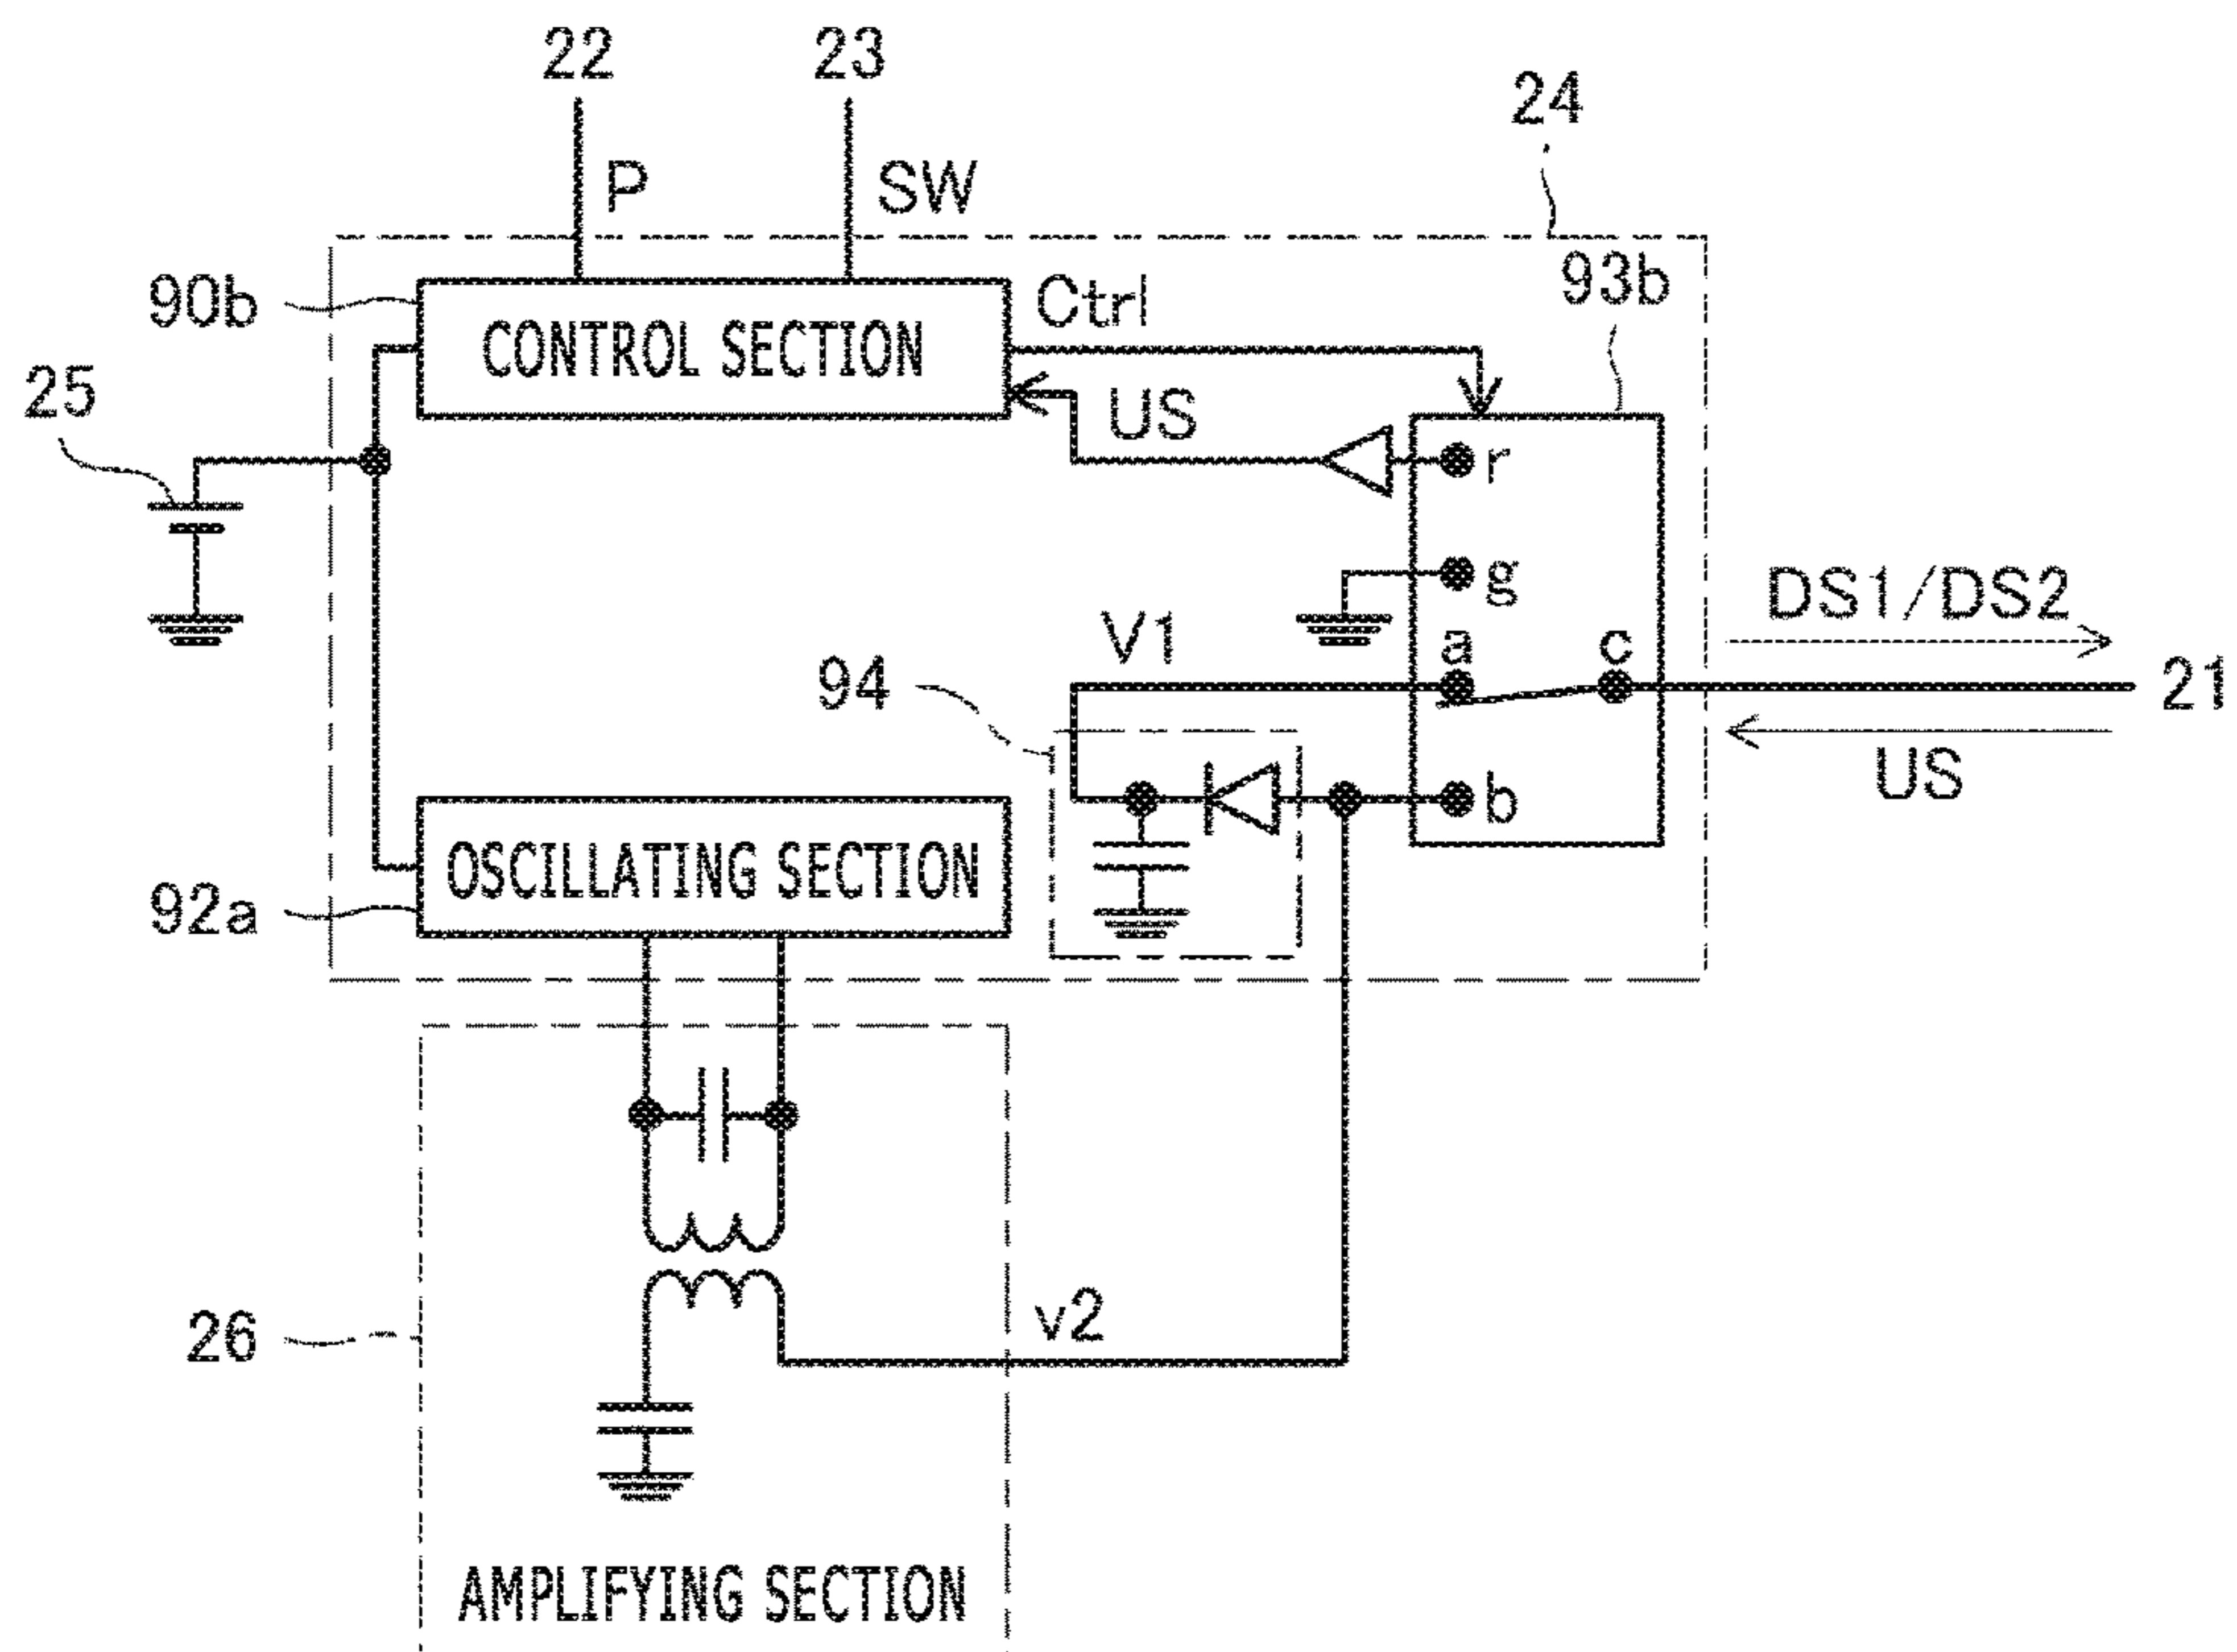 22
23
24
P
SW
93b
90b
Ctrl
CONTROL SECTION
25
US
r
g
DS1/DS2
V1
a
c
94
21
US
b
OSCILLATING SECTION
92a
v2
26
AMPLIFYING SECTION